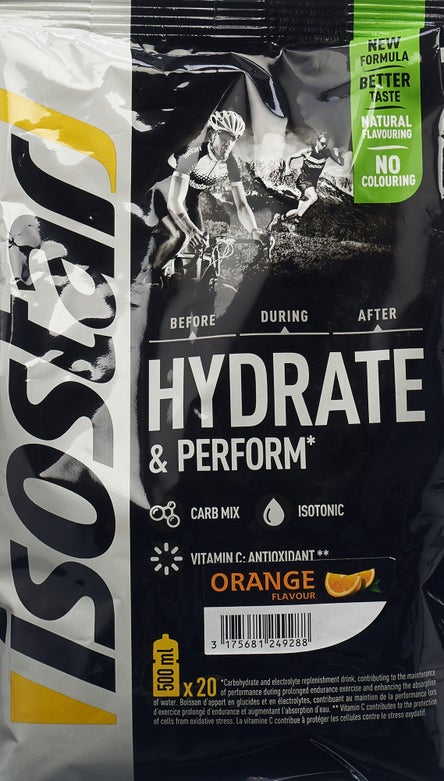 isostar
NEW
FORMULA
BETTER
TASTE
NATURAL
FLAVOURING
NO
COLOURING
BEFORE DURING AFTER
HYDRATE
& PERFORM*
CARB MIX ISOTONIC
VITAMIN C: ANTIOXIDANT **
ORANGE
FLAVOUR
3 175681 249288
500 ml x 20
*Carbohydrate and electrolyte replenishment drink, contributing to the maintenance
of performance during prolonged endurance exercise and enhancing the absorption
of water. Boisson d'apport en glucides et en électrolytes, contribuant au maintien de la performance lors
d'exercice prolongé d'endurance et augmentant l'absorption d'eau. ** Vitamin C contributes to the protection
of cells from oxidative stress. La vitamine C contribue à protéger les cellules contre le stress oxydatif.